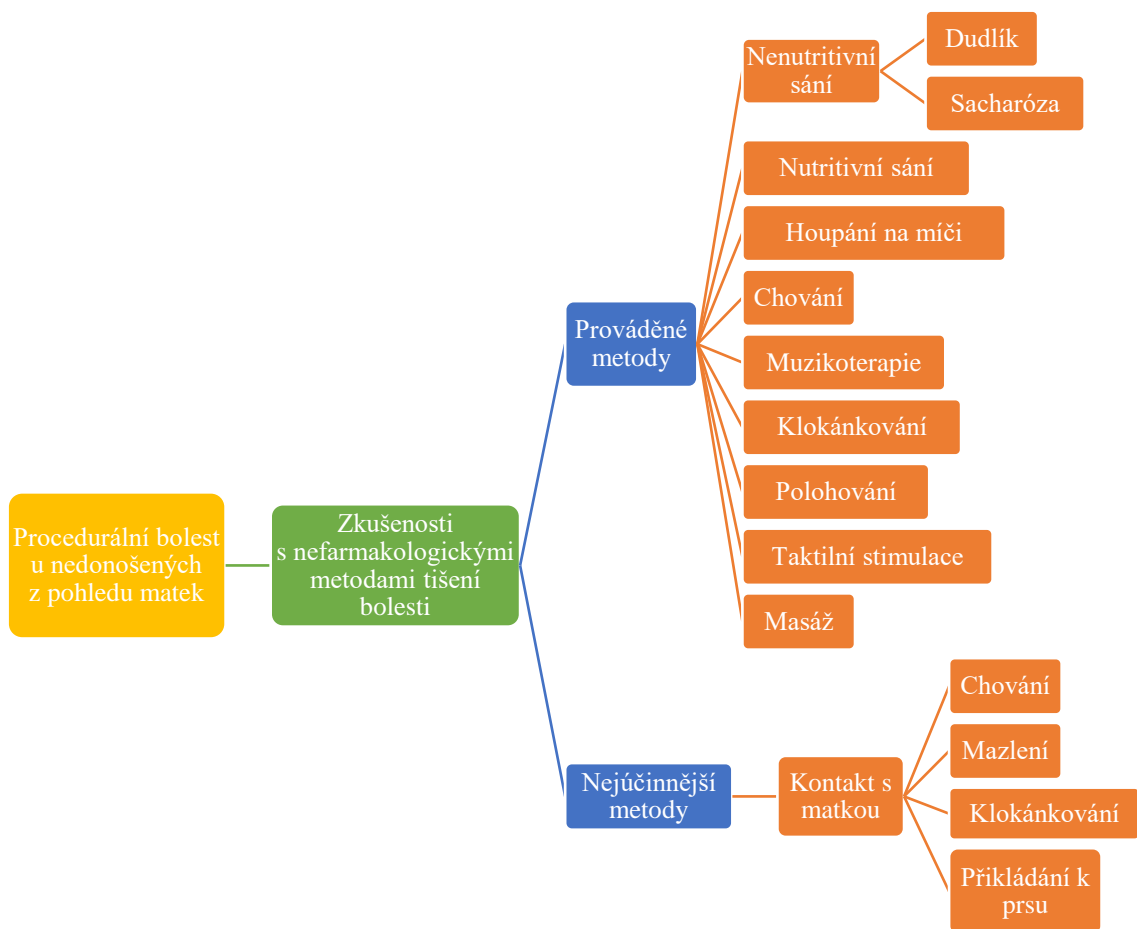 Procedurální bolest
u nedonošených
z pohledu matek
Zkušenosti
s nefarmakologickými
metodami tišení
bolesti
Prováděné
metody
Nenutritivní
sání
Dudlík
Sacharóza
Nutritivní sání
Houpání na míči
Chování
Muzikoterapie
Klokánkování
Polohování
Taktilní stimulace
Masáž
Nejúčinnější
metody
Kontakt s
matkou
Chování
Mazlení
Klokánkování
Přikládání k
prsu